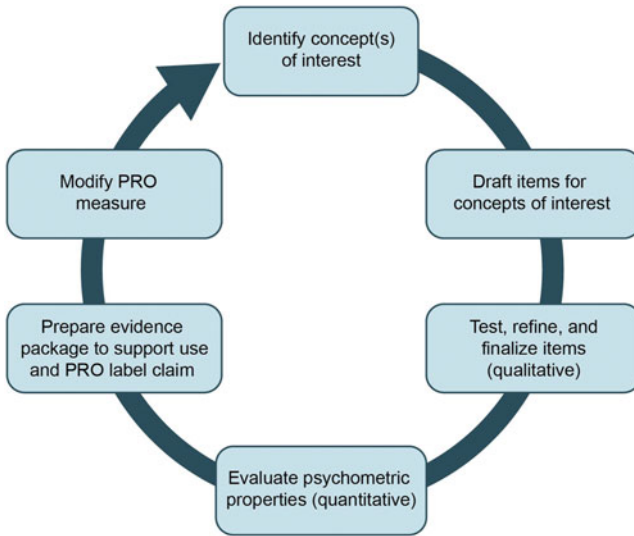 Identify concept(s)
of interest
Draft items for
concepts of interest
Test, refine, and
finalize items
(qualitative)
Evaluate psychometric
properties (quantitative)
Prepare evidence
package to support use
and PRO label claim
Modify PRO
measure